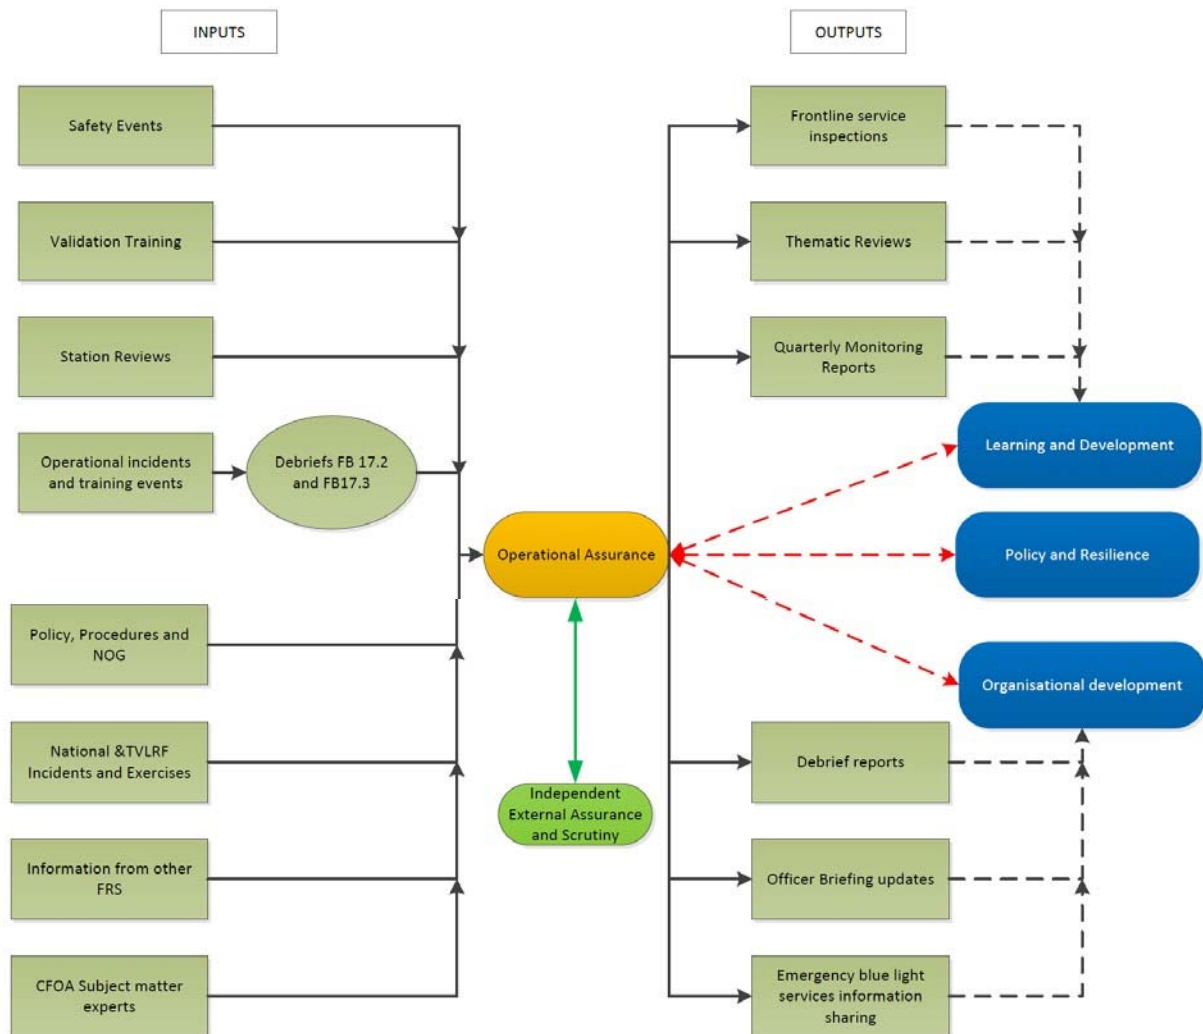 INPUTS
OUTPUTS
Safety Events
Validation Training
Station Reviews
Operational incidents
and training events
Debriefs FB 17.2
and FB17.3
Policy, Procedures and
NOG
National &TVLRF
Incidents and Exercises
Information from other
FRS
CFOA Subject matter
experts
Operational Assurance
Independent
External Assurance
and Scrutiny
Frontline service
inspections
Thematic Reviews
Quarterly Monitoring
Reports
Learning and Development
Policy and Resilience
Organisational development
Debrief reports
Officer Briefing updates
Emergency blue light
services information
sharing